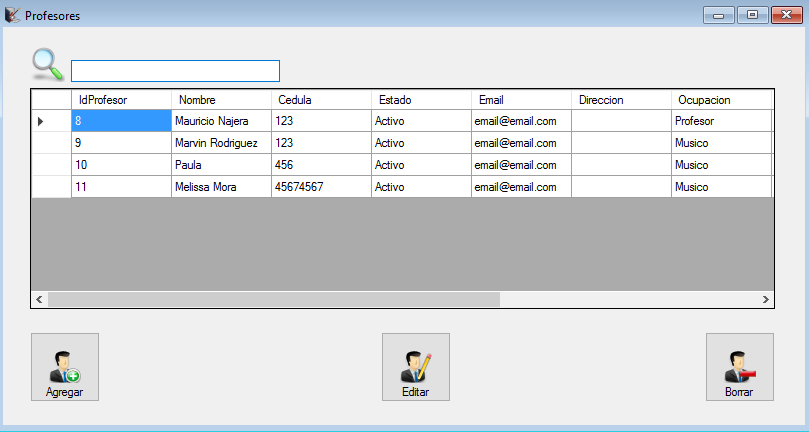 Profesores
IdProfesor Nombre Cedula Estado Email Direccion Ocupacion
8 Mauricio Najera 123 Activo email@email.com Profesor
9 Marvin Rodriguez 123 Activo email@email.com Musico
10 Paula 456 Activo email@email.com Musico
11 Melissa Mora 45674567 Activo email@email.com Musico
Agregar Editar Borrar